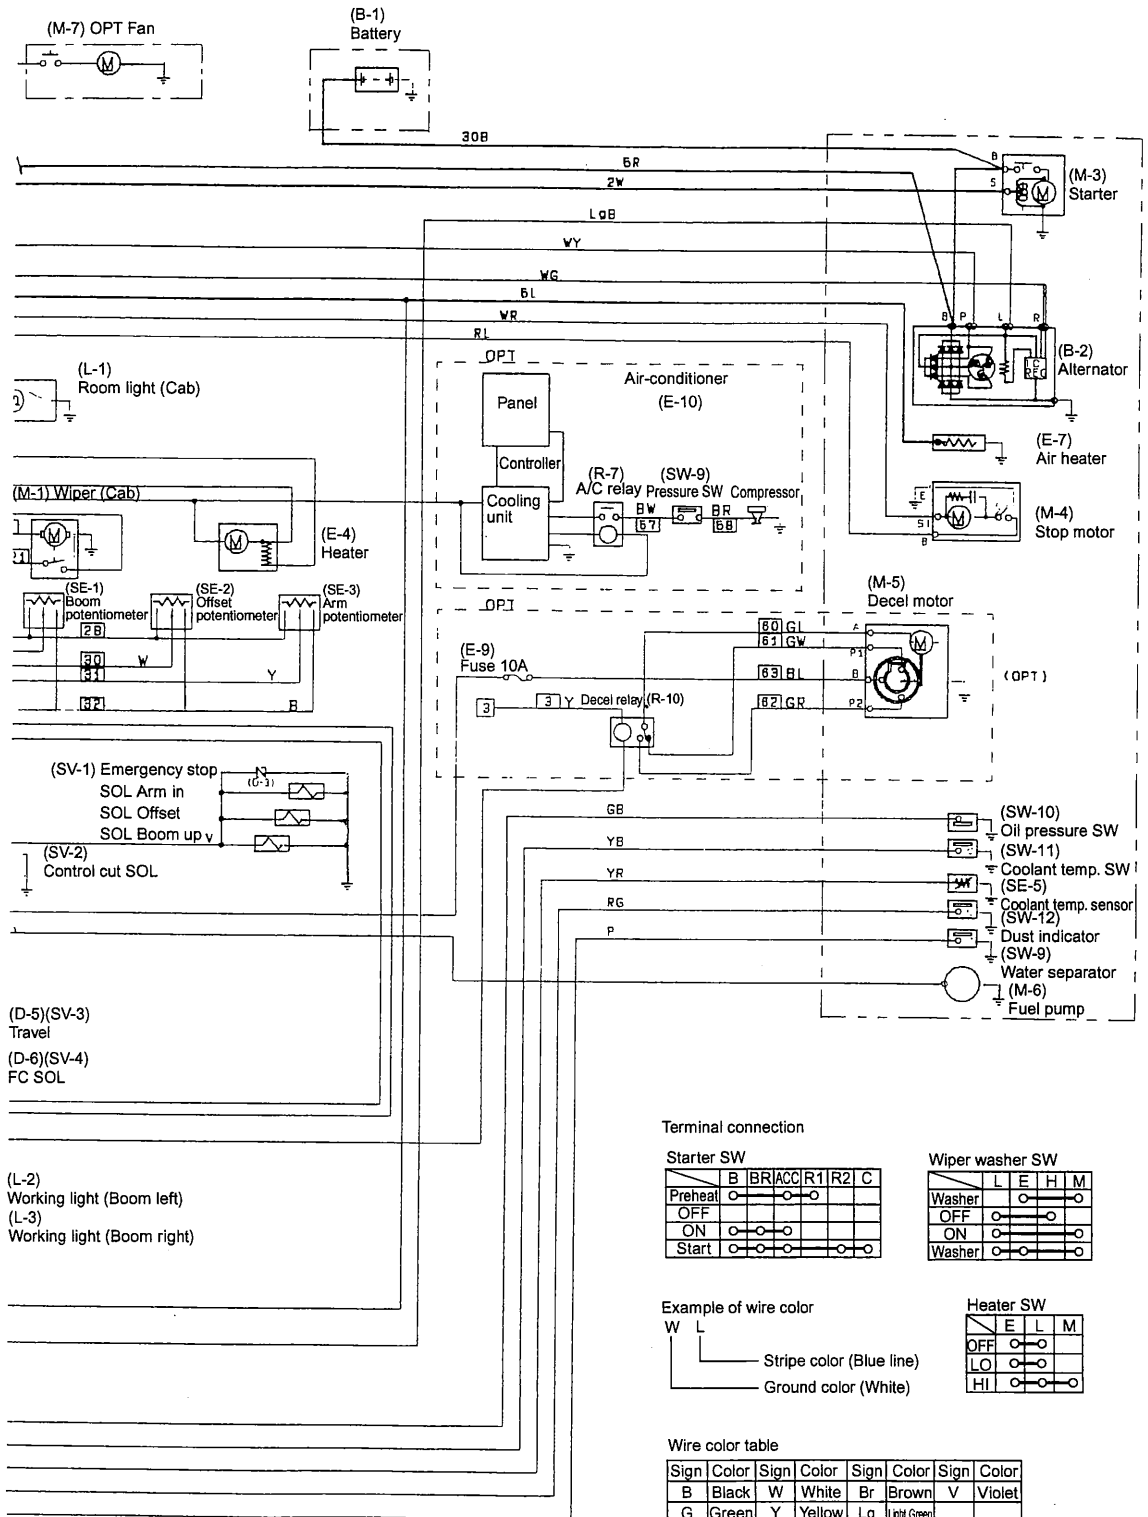 (M-7) OPT Fan
M
(B-1)
Battery
30B
5R
2W
LgB
WY
WG
5L
WR
RL
B
S
M
(M-3)
Starter
B P L R
IC
REG
(B-2)
Alternator
(L-1)
Room light (Cab)
OPT
Air-conditioner
(E-10)
Panel
Controller
Cooling
unit
(R-7)
A/C relay
(SW-9)
Pressure SW
Compressor
BW
67
BR
68
(E-7)
Air heater
E
M
S1
B
(M-4)
Stop motor
(M-1) Wiper (Cab)
M
M
(E-4)
Heater
(SE-1)
Boom
potentiometer
(SE-2)
Offset
potentiometer
(SE-3)
Arm
potentiometer
28
30
W
31
Y
32
B
OPT
(M-5)
Decel motor
60 GL A
61 GW P1
63 BL B
62 GR P2
M
(OPT)
(E-9)
Fuse 10A
3
3 Y
Decel relay (R-10)
(SV-1) Emergency stop
(D-3)
SOL Arm in
SOL Offset
SOL Boom up
(SV-2)
Control cut SOL
GB
YB
YR
RG
P
(SW-10)
Oil pressure SW
(SW-11)
Coolant temp. SW
(SE-5)
Coolant temp. sensor
(SW-12)
Dust indicator
(SW-9)
Water separator
(M-6)
Fuel pump
(D-5)(SV-3)
Travel
(D-6)(SV-4)
FC SOL
(L-2)
Working light (Boom left)
(L-3)
Working light (Boom right)
Terminal connection
Starter SW
B BR ACC R1 R2 C
Preheat
OFF
ON
Start
Wiper washer SW
L E H M
Washer
OFF
ON
Washer
Example of wire color
W L
Stripe color (Blue line)
Ground color (White)
Heater SW
E L M
OFF
LO
HI
Wire color table
Sign Color Sign Color Sign Color Sign Color
B Black W White Br Brown V Violet
G Green Y Yellow Lg Light Green